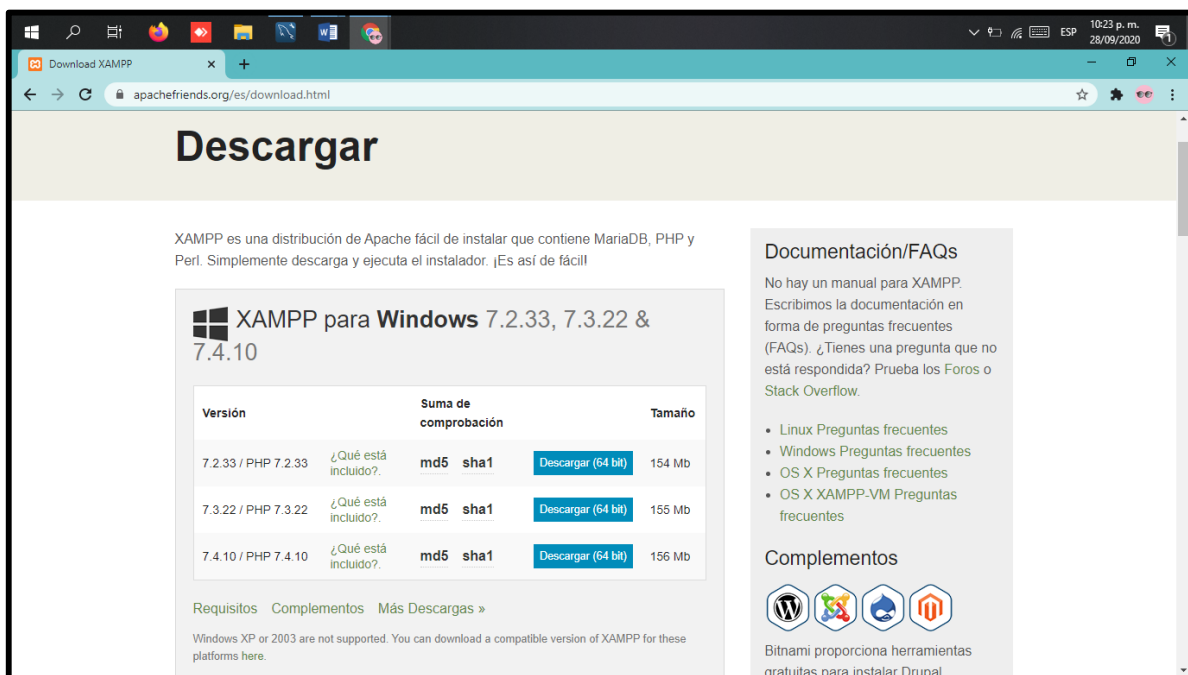 ESP
10:23 p. m.
28/09/2020
1
Download XAMPP
apachefriends.org/es/download.html
Descargar
XAMPP es una distribución de Apache fácil de instalar que contiene MariaDB, PHP y
Perl. Simplemente descarga y ejecuta el instalador. ¡Es así de fácil!
XAMPP para Windows 7.2.33, 7.3.22 &
7.4.10
Versión Suma de comprobación Tamaño
7.2.33 / PHP 7.2.33 ¿Qué está incluido?. md5 sha1 Descargar (64 bit) 154 Mb
7.3.22 / PHP 7.3.22 ¿Qué está incluido?. md5 sha1 Descargar (64 bit) 155 Mb
7.4.10 / PHP 7.4.10 ¿Qué está incluido?. md5 sha1 Descargar (64 bit) 156 Mb
Requisitos Complementos Más Descargas »
Windows XP or 2003 are not supported. You can download a compatible version of XAMPP for these
platforms here.
Documentación/FAQs
No hay un manual para XAMPP.
Escribimos la documentación en
forma de preguntas frecuentes
(FAQs). ¿Tienes una pregunta que no
está respondida? Prueba los Foros o
Stack Overflow.
• Linux Preguntas frecuentes
• Windows Preguntas frecuentes
• OS X Preguntas frecuentes
• OS X XAMPP-VM Preguntas
frecuentes
Complementos
Bitnami proporciona herramientas
gratuitas para instalar Drupal